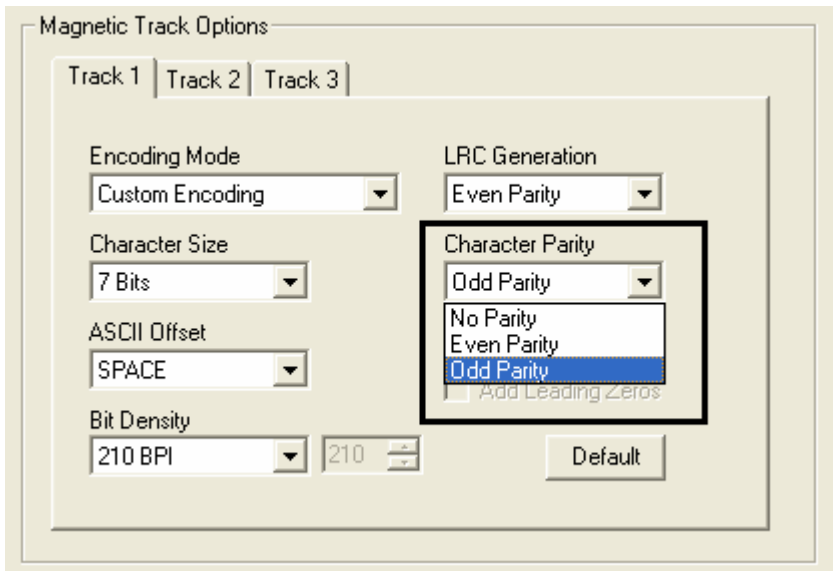 Magnetic Track Options
Track 1 Track 2 Track 3
Encoding Mode
Custom Encoding
LRC Generation
Even Parity
Character Size
7 Bits
Character Parity
Odd Parity
No Parity
Even Parity
Odd Parity
Add Leading Zeros
ASCII Offset
SPACE
Bit Density
210 BPI
210
Default